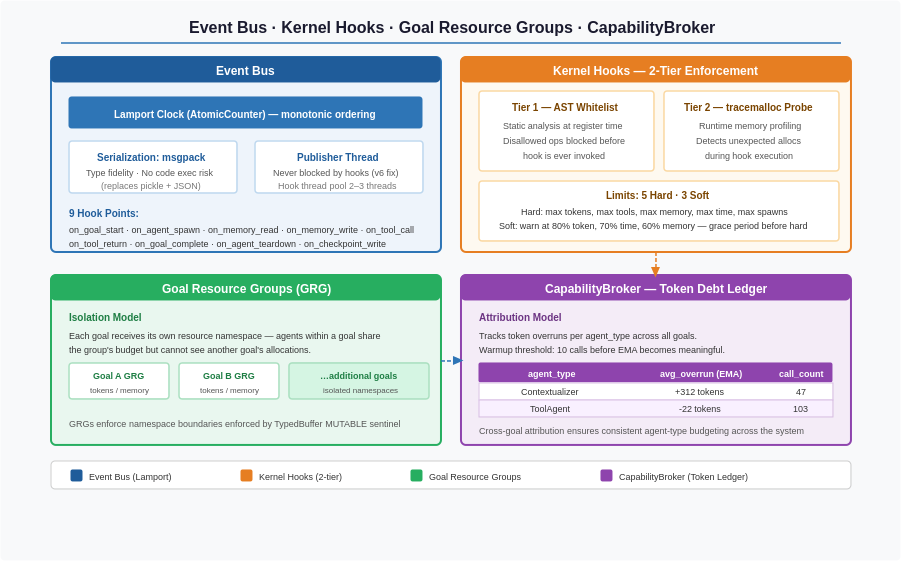 Event Bus · Kernel Hooks · Goal Resource Groups · CapabilityBroker
Event Bus
Lamport Clock (AtomicCounter) — monotonic ordering
Serialization: msgpack
Type fidelity · No code exec risk
(replaces pickle + JSON)
Publisher Thread
Never blocked by hooks (v6 fix)
Hook thread pool 2–3 threads
9 Hook Points:
on_goal_start · on_agent_spawn · on_memory_read · on_memory_write · on_tool_call
on_tool_return · on_goal_complete · on_agent_teardown · on_checkpoint_write
Kernel Hooks — 2-Tier Enforcement
Tier 1 — AST Whitelist
Static analysis at register time
Disallowed ops blocked before
hook is ever invoked
Tier 2 — tracemalloc Probe
Runtime memory profiling
Detects unexpected allocs
during hook execution
Limits: 5 Hard · 3 Soft
Hard: max tokens, max tools, max memory, max time, max spawns
Soft: warn at 80% token, 70% time, 60% memory — grace period before hard
Goal Resource Groups (GRG)
Isolation Model
Each goal receives its own resource namespace — agents within a goal share
the group's budget but cannot see another goal's allocations.
Goal A GRG
tokens / memory
Goal B GRG
tokens / memory
…additional goals
isolated namespaces
GRGs enforce namespace boundaries enforced by TypedBuffer MUTABLE sentinel
CapabilityBroker — Token Debt Ledger
Attribution Model
Tracks token overruns per agent_type across all goals.
Warmup threshold: 10 calls before EMA becomes meaningful.
agent_type avg_overrun (EMA) call_count
Contextualizer +312 tokens 47
ToolAgent -22 tokens 103
Cross-goal attribution ensures consistent agent-type budgeting across the system
Event Bus (Lamport) Kernel Hooks (2-tier) Goal Resource Groups CapabilityBroker (Token Ledger)